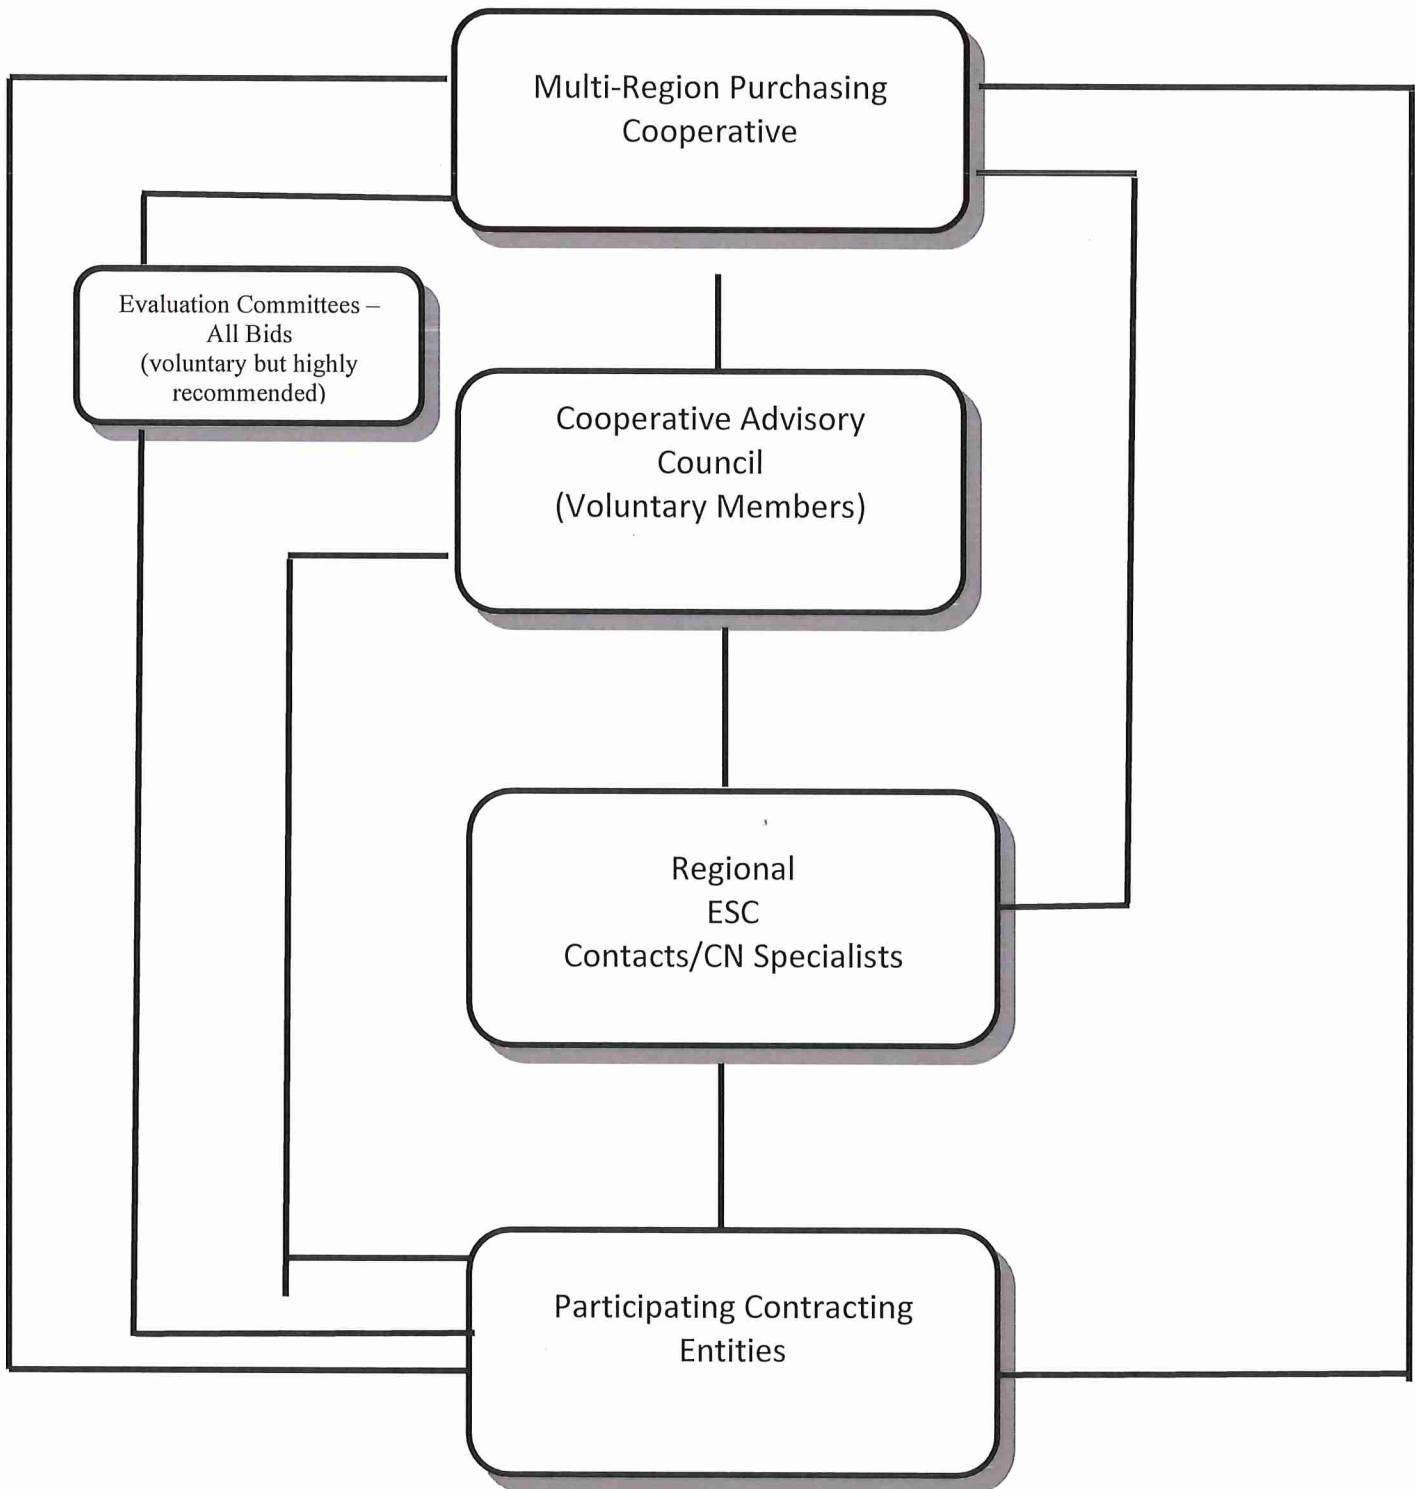 Multi-Region Purchasing
Cooperative
Evaluation Committees –
All Bids
(voluntary but highly
recommended)
Cooperative Advisory
Council
(Voluntary Members)
Regional
ESC
Contacts/CN Specialists
Participating Contracting
Entities